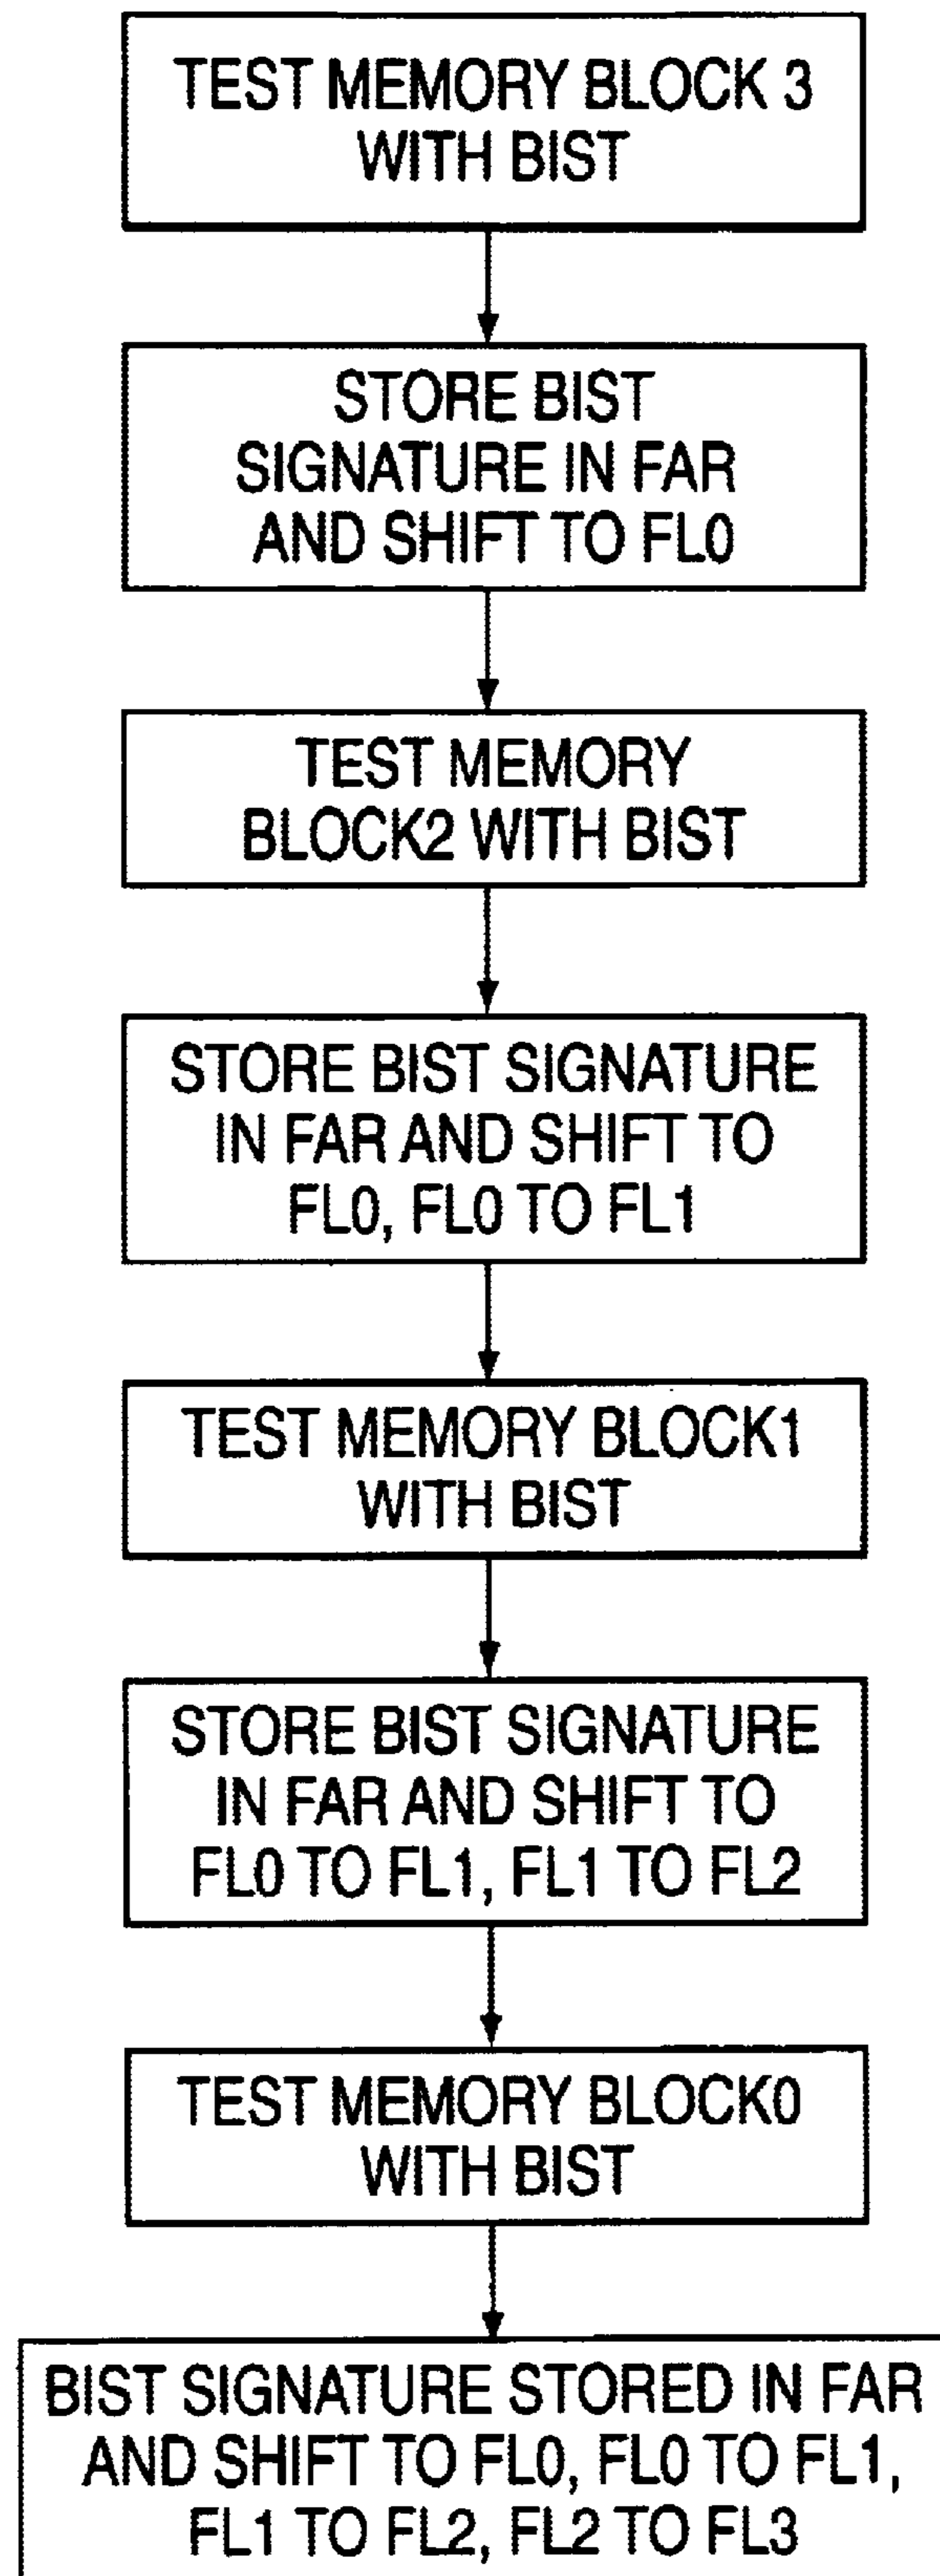 TEST MEMORY BLOCK 3
WITH BIST
STORE BIST
SIGNATURE IN FAR
AND SHIFT TO FL0
TEST MEMORY
BLOCK2 WITH BIST
STORE BIST SIGNATURE
IN FAR AND SHIFT TO
FL0, FL0 TO FL1
TEST MEMORY BLOCK1
WITH BIST
STORE BIST SIGNATURE
IN FAR AND SHIFT TO
FL0 TO FL1, FL1 TO FL2
TEST MEMORY BLOCK0
WITH BIST
BIST SIGNATURE STORED IN FAR
AND SHIFT TO FL0, FL0 TO FL1,
FL1 TO FL2, FL2 TO FL3